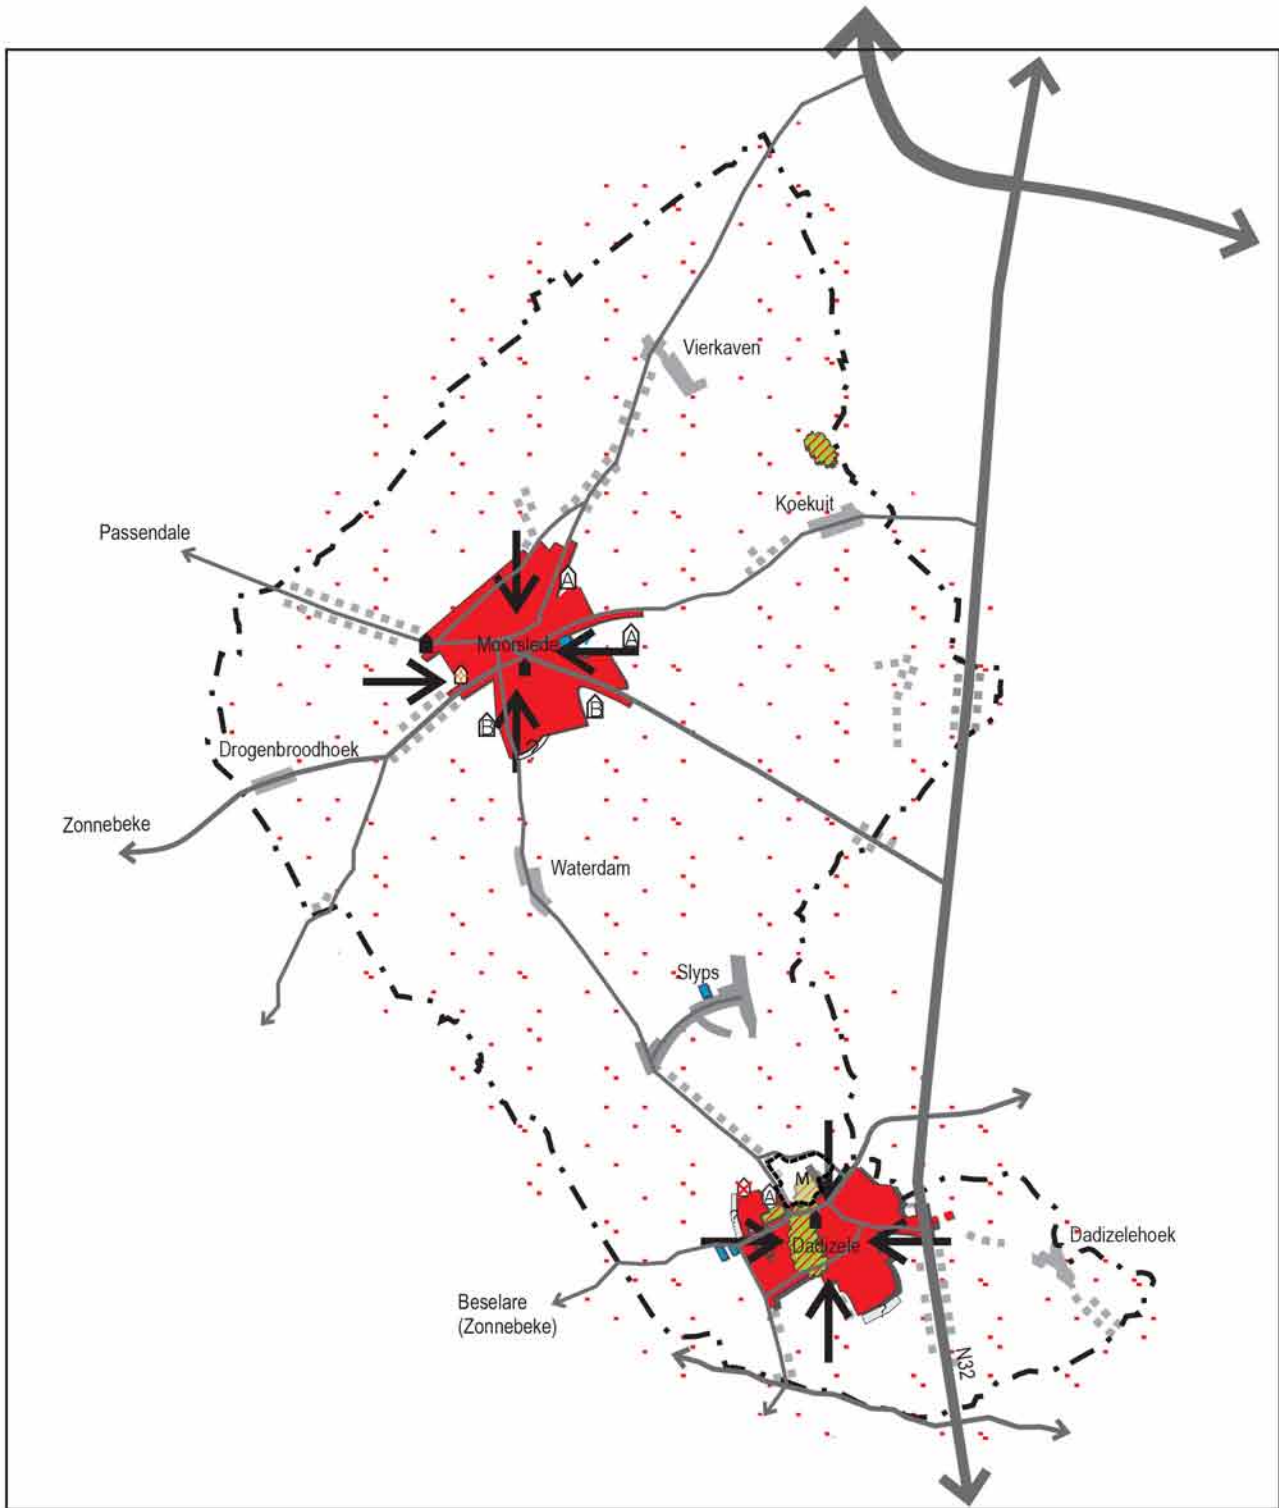 Vierkaven
Koekuit
Passendale
A
Moorslede
A
B
B
Drogenbroodhoek
Zonnebeke
Waterdam
Slyps
M
A
Dadizele
Dadizelehoek
Beselare
(Zonnebeke)
N32